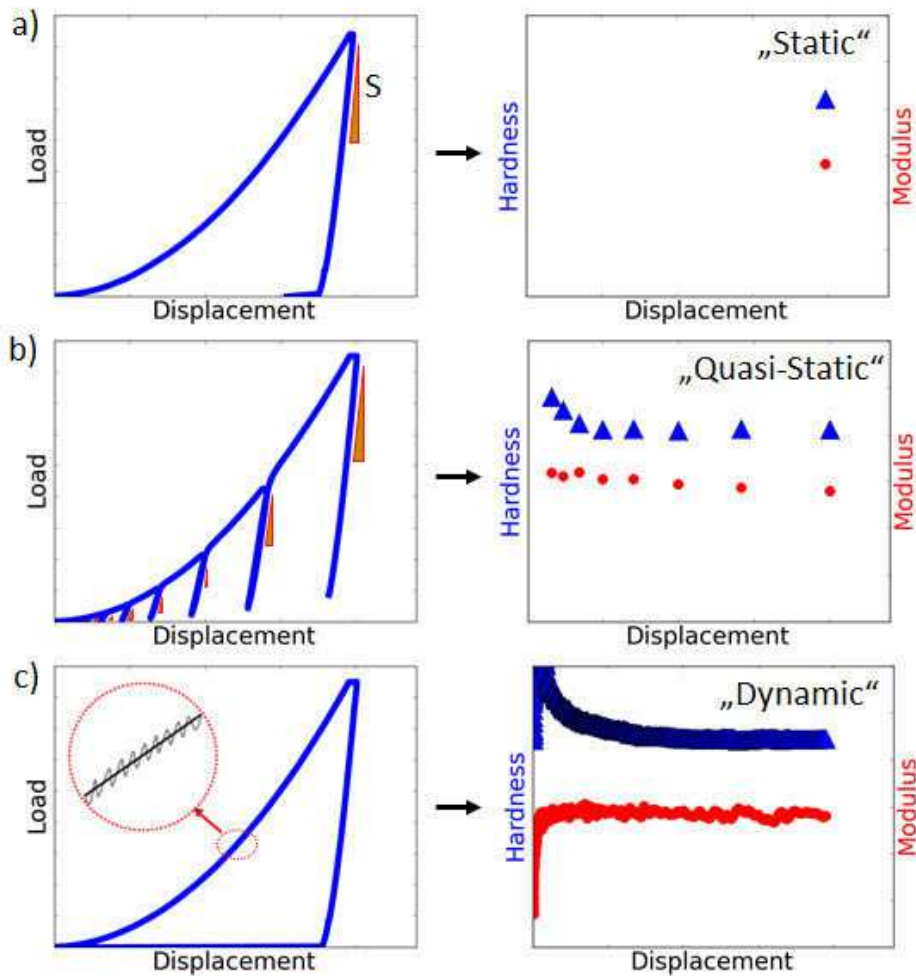 a)
Load
S
Displacement
„Static“
Hardness
Modulus
Displacement
b)
Load
Displacement
„Quasi-Static“
Hardness
Modulus
Displacement
c)
Load
Displacement
„Dynamic“
Hardness
Modulus
Displacement